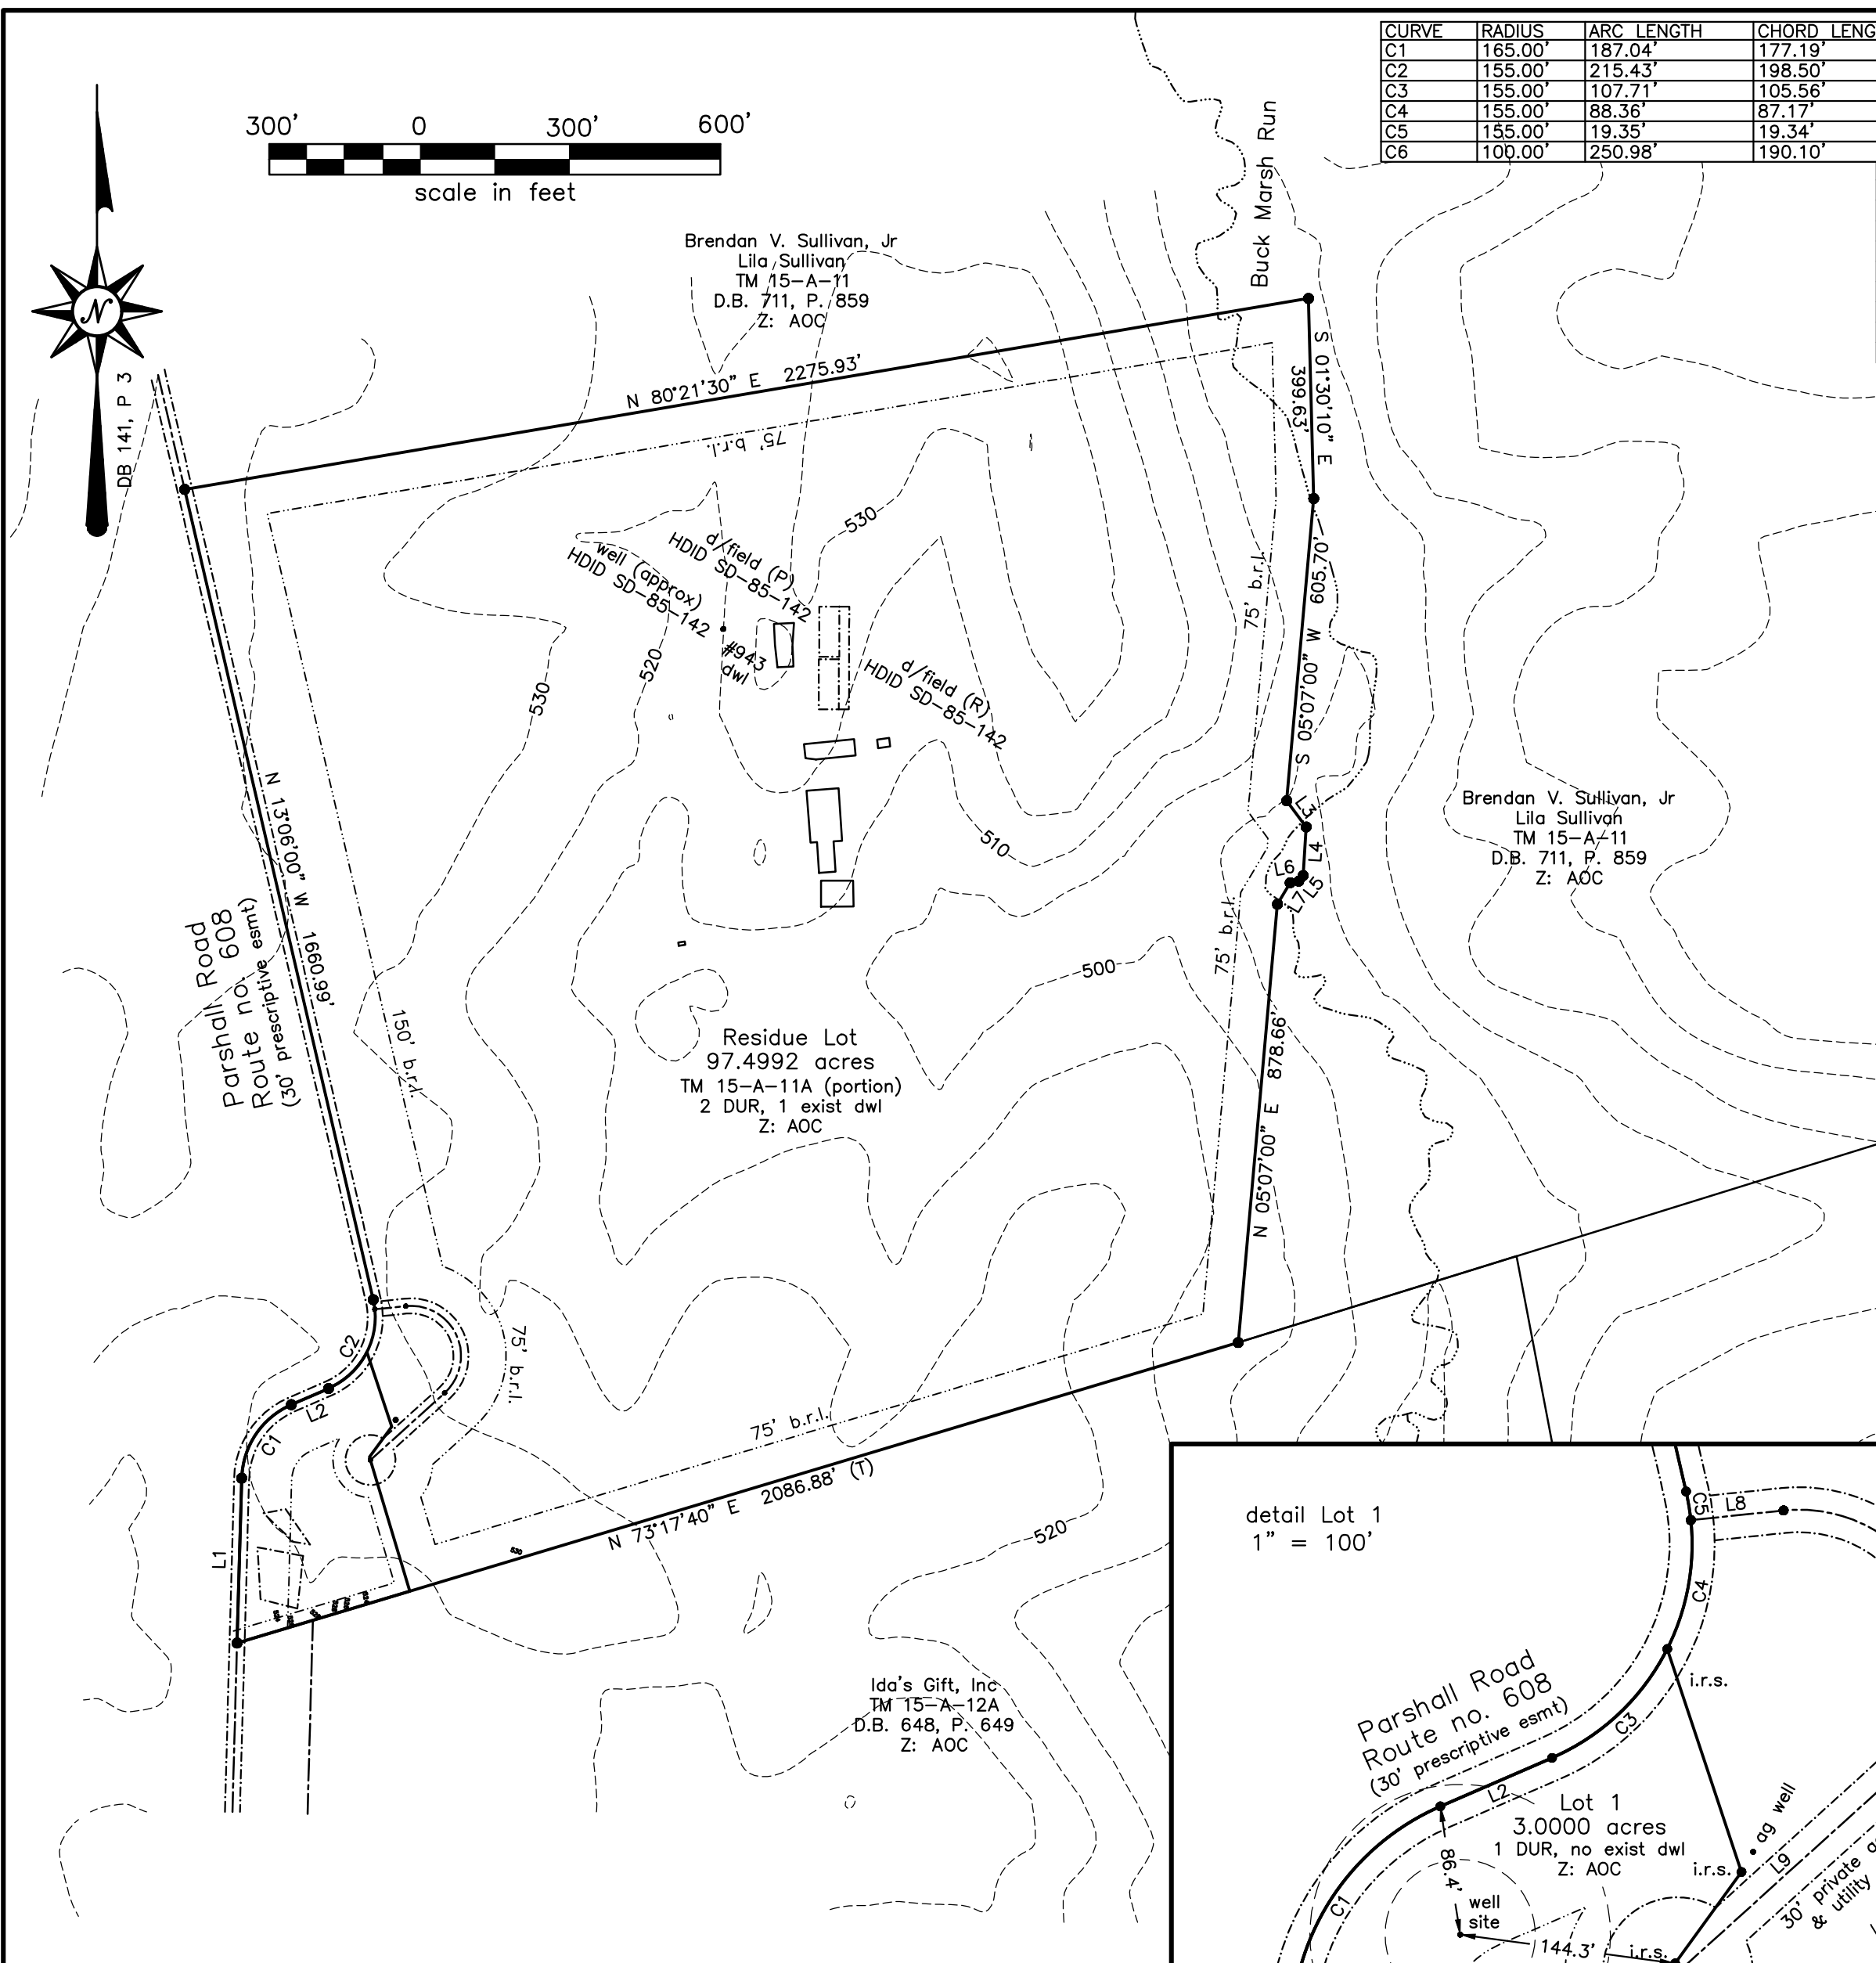 CURVE RADIUS ARC LENGTH CHORD LENG
C1 165.00' 187.04' 177.19'
C2 155.00' 215.43' 198.50'
C3 155.00' 107.71' 105.56'
C4 155.00' 88.36' 87.17'
C5 155.00' 19.35' 19.34'
C6 100.00' 250.98' 190.10'
300' 0 300' 600'
scale in feet
N
DB 141, P 3
Buck Marsh Run
Brendan V. Sullivan, Jr
Lila Sullivan
TM 15-A-11
D.B. 711, P. 859
Z: AOC
N 80°21'30" E 2275.93'
75' b.r.l.
S 01°30'10" E
399.63'
530
d/field (P)
HDID SD-85-142
well (approx)
HDID SD-85-142
#943
dwl
d/field (R)
HDID SD-85-142
520
530
75' b.r.l.
S 05°07'00" W 605.70'
L3
L4
L5
L6
L7
510
500
Brendan V. Sullivan, Jr
Lila Sullivan
TM 15-A-11
D.B. 711, P. 859
Z: AOC
N 13°06'00" W 1660.99'
Parshall Road
Route no. 608
(30' prescriptive esmt)
150' b.r.l.
75' b.r.l.
N 05°07'00" E 878.66'
Residue Lot
97.4992 acres
TM 15-A-11A (portion)
2 DUR, 1 exist dwl
Z: AOC
C2
L2
C1
L1
75' b.r.l.
75' b.r.l.
N 73°17'40" E 2086.88' (T)
530
520
Ida's Gift, Inc
TM 15-A-12A
D.B. 648, P. 649
Z: AOC
detail Lot 1
1" = 100'
C5
L8
C4
i.r.s.
C3
Parshall Road
Route no. 608
(30' prescriptive esmt)
L2
Lot 1
3.0000 acres
1 DUR, no exist dwl
Z: AOC
ag well
i.r.s.
L9
30' private
& utility
86.4'
C1
well
site
144.3'
i.r.s.